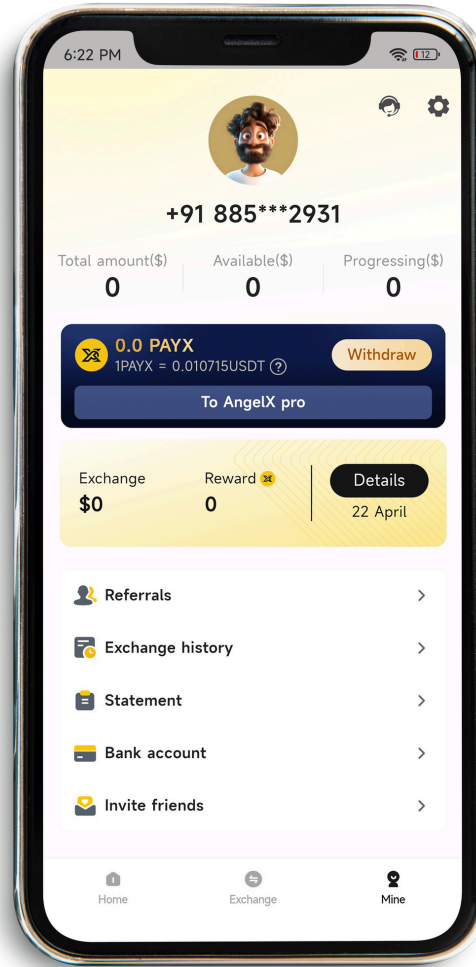 6:22 PM
12
+91 885***2931
Total amount($) Available($) Progressing($)
0 0 0
0.0 PAYX
1PAYX = 0.010715USDT ?
Withdraw
To AngelX pro
Exchange Reward Details
$0 0 22 April
Referrals
Exchange history
Statement
Bank account
Invite friends
Home Exchange Mine